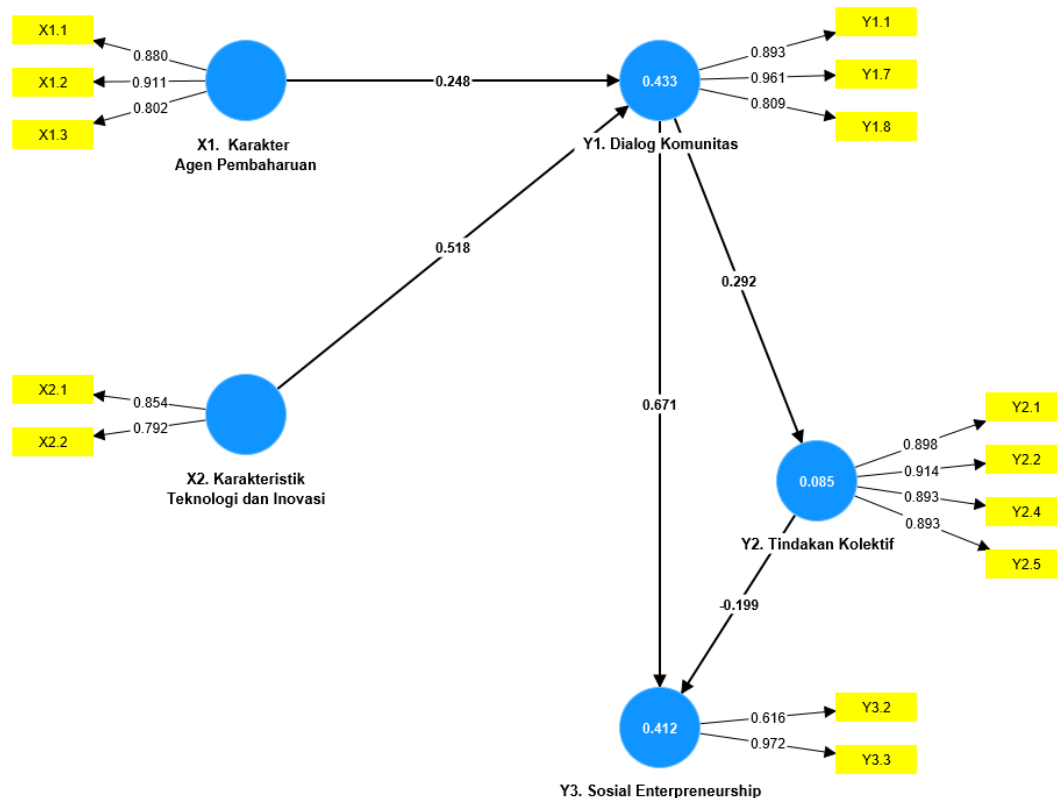 X1.1
0.880
X1.2
0.911
X1.3
0.802
X1. Karakter
Agen Pembaharuan
0.248
0.433
Y1. Dialog Komunitas
0.893
Y1.1
0.961
Y1.7
0.809
Y1.8
0.518
X2.1
0.854
X2.2
0.792
X2. Karakteristik
Teknologi dan Inovasi
0.671
0.292
0.085
Y2. Tindakan Kolektif
0.898
Y2.1
0.914
Y2.2
0.893
Y2.4
0.893
Y2.5
-0.199
0.412
Y3. Sosial Enterpreneurship
0.616
Y3.2
0.972
Y3.3